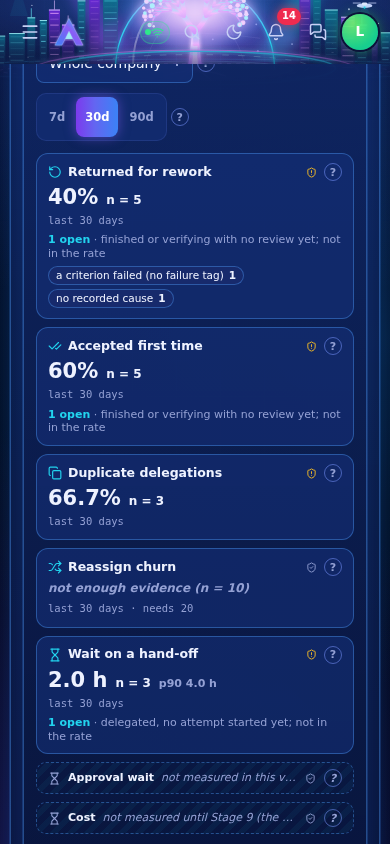 14
L
Whole company
?
7d 30d 90d ?
Returned for rework ?
40% n = 5
last 30 days
1 open · finished or verifying with no review yet; not
in the rate
a criterion failed (no failure tag) 1
no recorded cause 1
Accepted first time ?
60% n = 5
last 30 days
1 open · finished or verifying with no review yet; not
in the rate
Duplicate delegations ?
66.7% n = 3
last 30 days
Reassign churn ?
not enough evidence (n = 10)
last 30 days · needs 20
Wait on a hand-off ?
2.0 h n = 3 p90 4.0 h
last 30 days
1 open · delegated, no attempt started yet; not in
the rate
Approval wait not measured in this v... ?
Cost not measured until Stage 9 (the ... ?